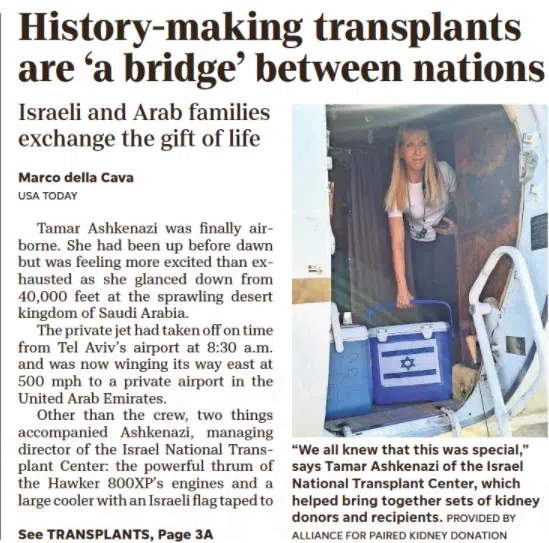 History-making transplants
are ‘a bridge’ between nations
Israeli and Arab families
exchange the gift of life
Marco della Cava
USA TODAY
Tamar Ashkenazi was finally air-
borne. She had been up before dawn
but was feeling more excited than ex-
hausted as she glanced down from
40,000 feet at the sprawling desert
kingdom of Saudi Arabia.
The private jet had taken off on time
from Tel Aviv’s airport at 8:30 a.m.
and was now winging its way east at
500 mph to a private airport in the
United Arab Emirates.
Other than the crew, two things
accompanied Ashkenazi, managing
director of the Israel National Trans-
plant Center: the powerful thrum of
the Hawker 800XP’s engines and a
large cooler with an Israeli flag taped to
See TRANSPLANTS, Page 3A
“We all knew that this was special,”
says Tamar Ashkenazi of the Israel
National Transplant Center, which
helped bring together sets of kidney
donors and recipients. PROVIDED BY
ALLIANCE FOR PAIRED KIDNEY DONATION